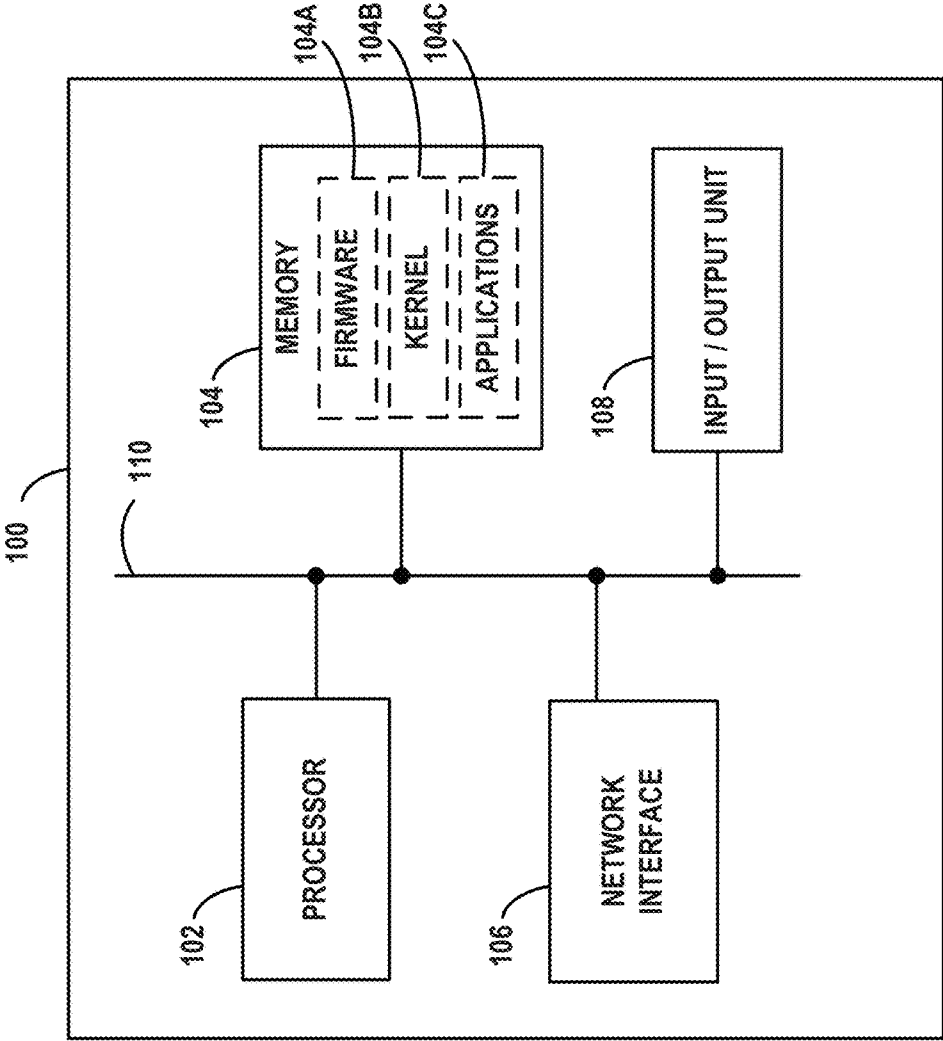 100
110
102
PROCESSOR
104
MEMORY
FIRMWARE
104A
KERNEL
104B
APPLICATIONS
104C
106
NETWORK
INTERFACE
108
INPUT / OUTPUT UNIT